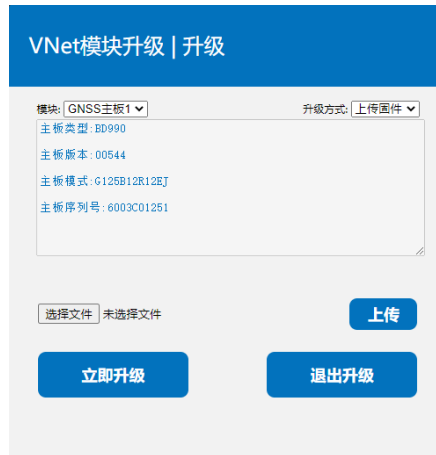 VNet模块升级 | 升级
模块: GNSS主板1 升级方式: 上传固件
主板类型:BD990
主板版本:00544
主板模式:G125B12R12EJ
主板序列号:6003C01251
选择文件 未选择文件 上传
立即升级 退出升级